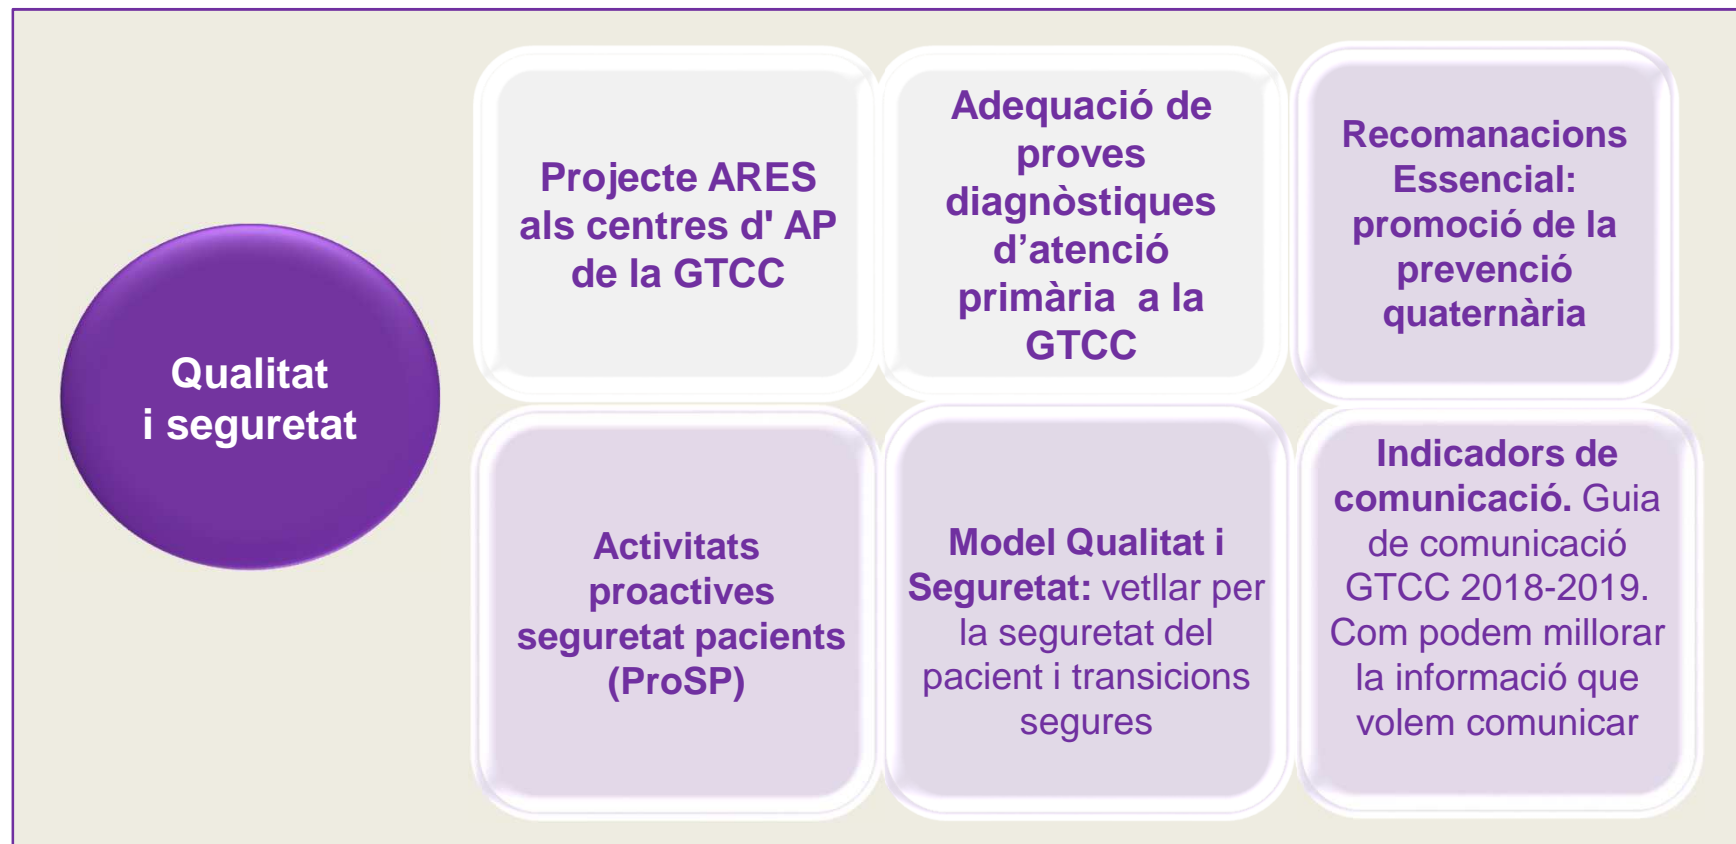 Qualitat
i seguretat
Projecte ARES
als centres d' AP
de la GTCC
Adequació de
proves
diagnòstiques
d’atenció
primària a la
GTCC
Recomanacions
Essencial:
promoció de la
prevenció
quaternària
Activitats
proactives
seguretat pacients
(ProSP)
Model Qualitat i
Seguretat: vetllar per
la seguretat del
pacient i transicions
segures
Indicadors de
comunicació. Guia
de comunicació
GTCC 2018-2019.
Com podem millorar
la informació que
volem comunicar